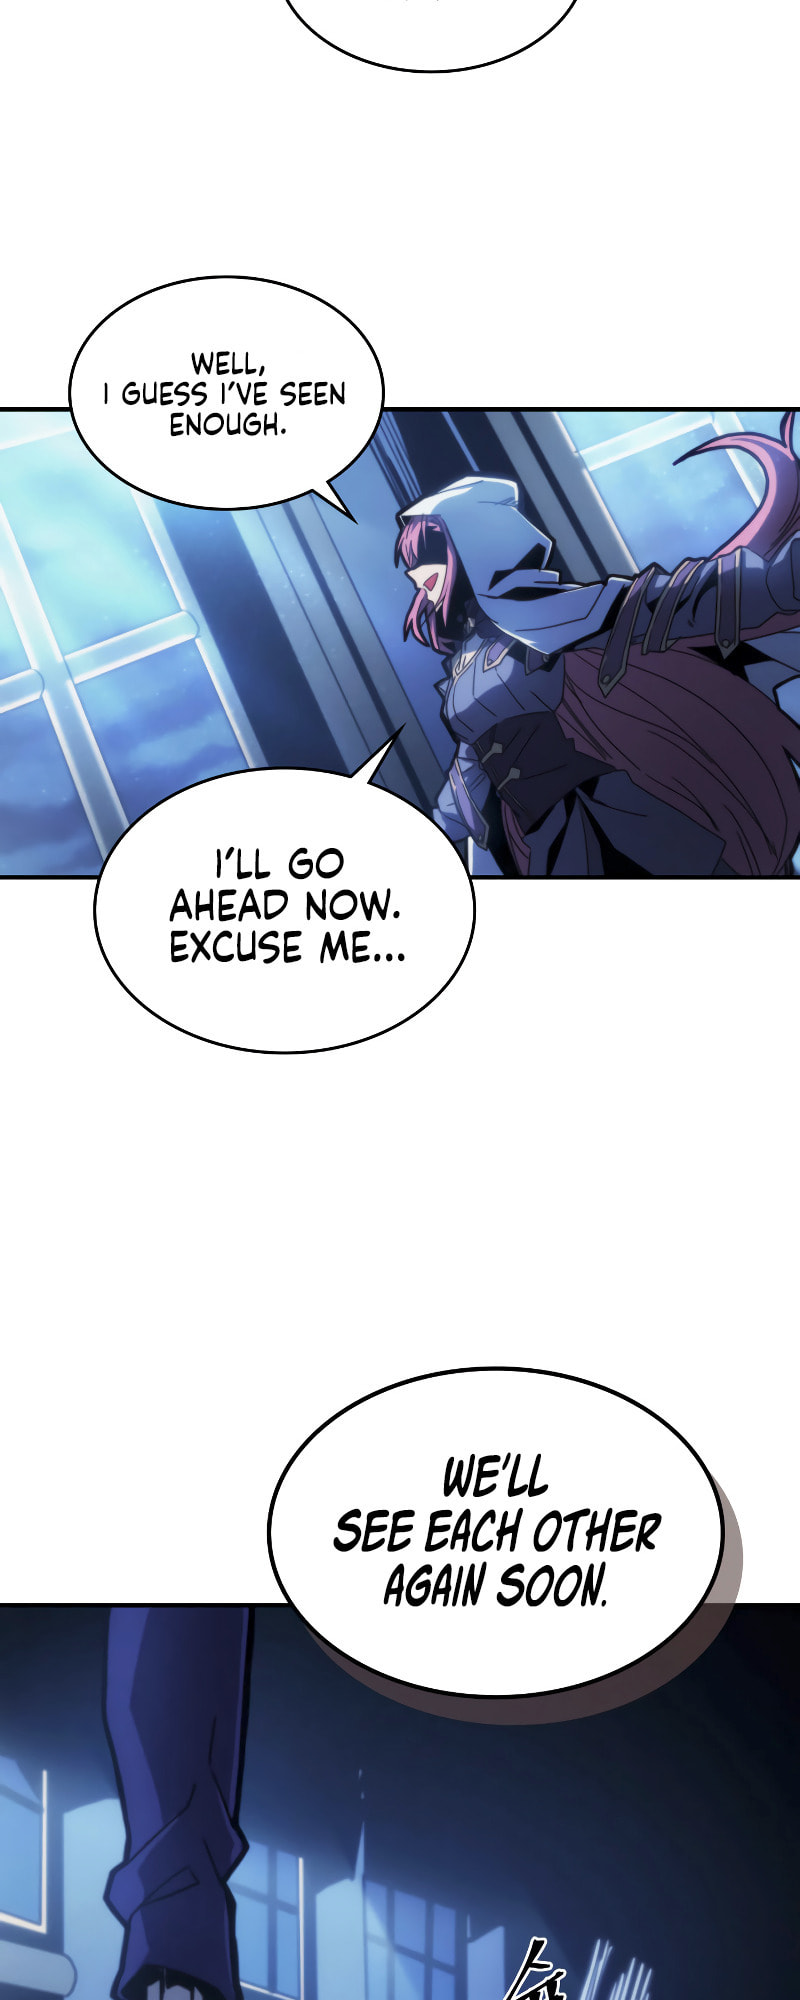 WELL,
I GUESS I'VE SEEN
ENOUGH.
I'LL GO
AHEAD NOW.
EXCUSE ME...
WE'LL
SEE EACH OTHER
AGAIN SOON.